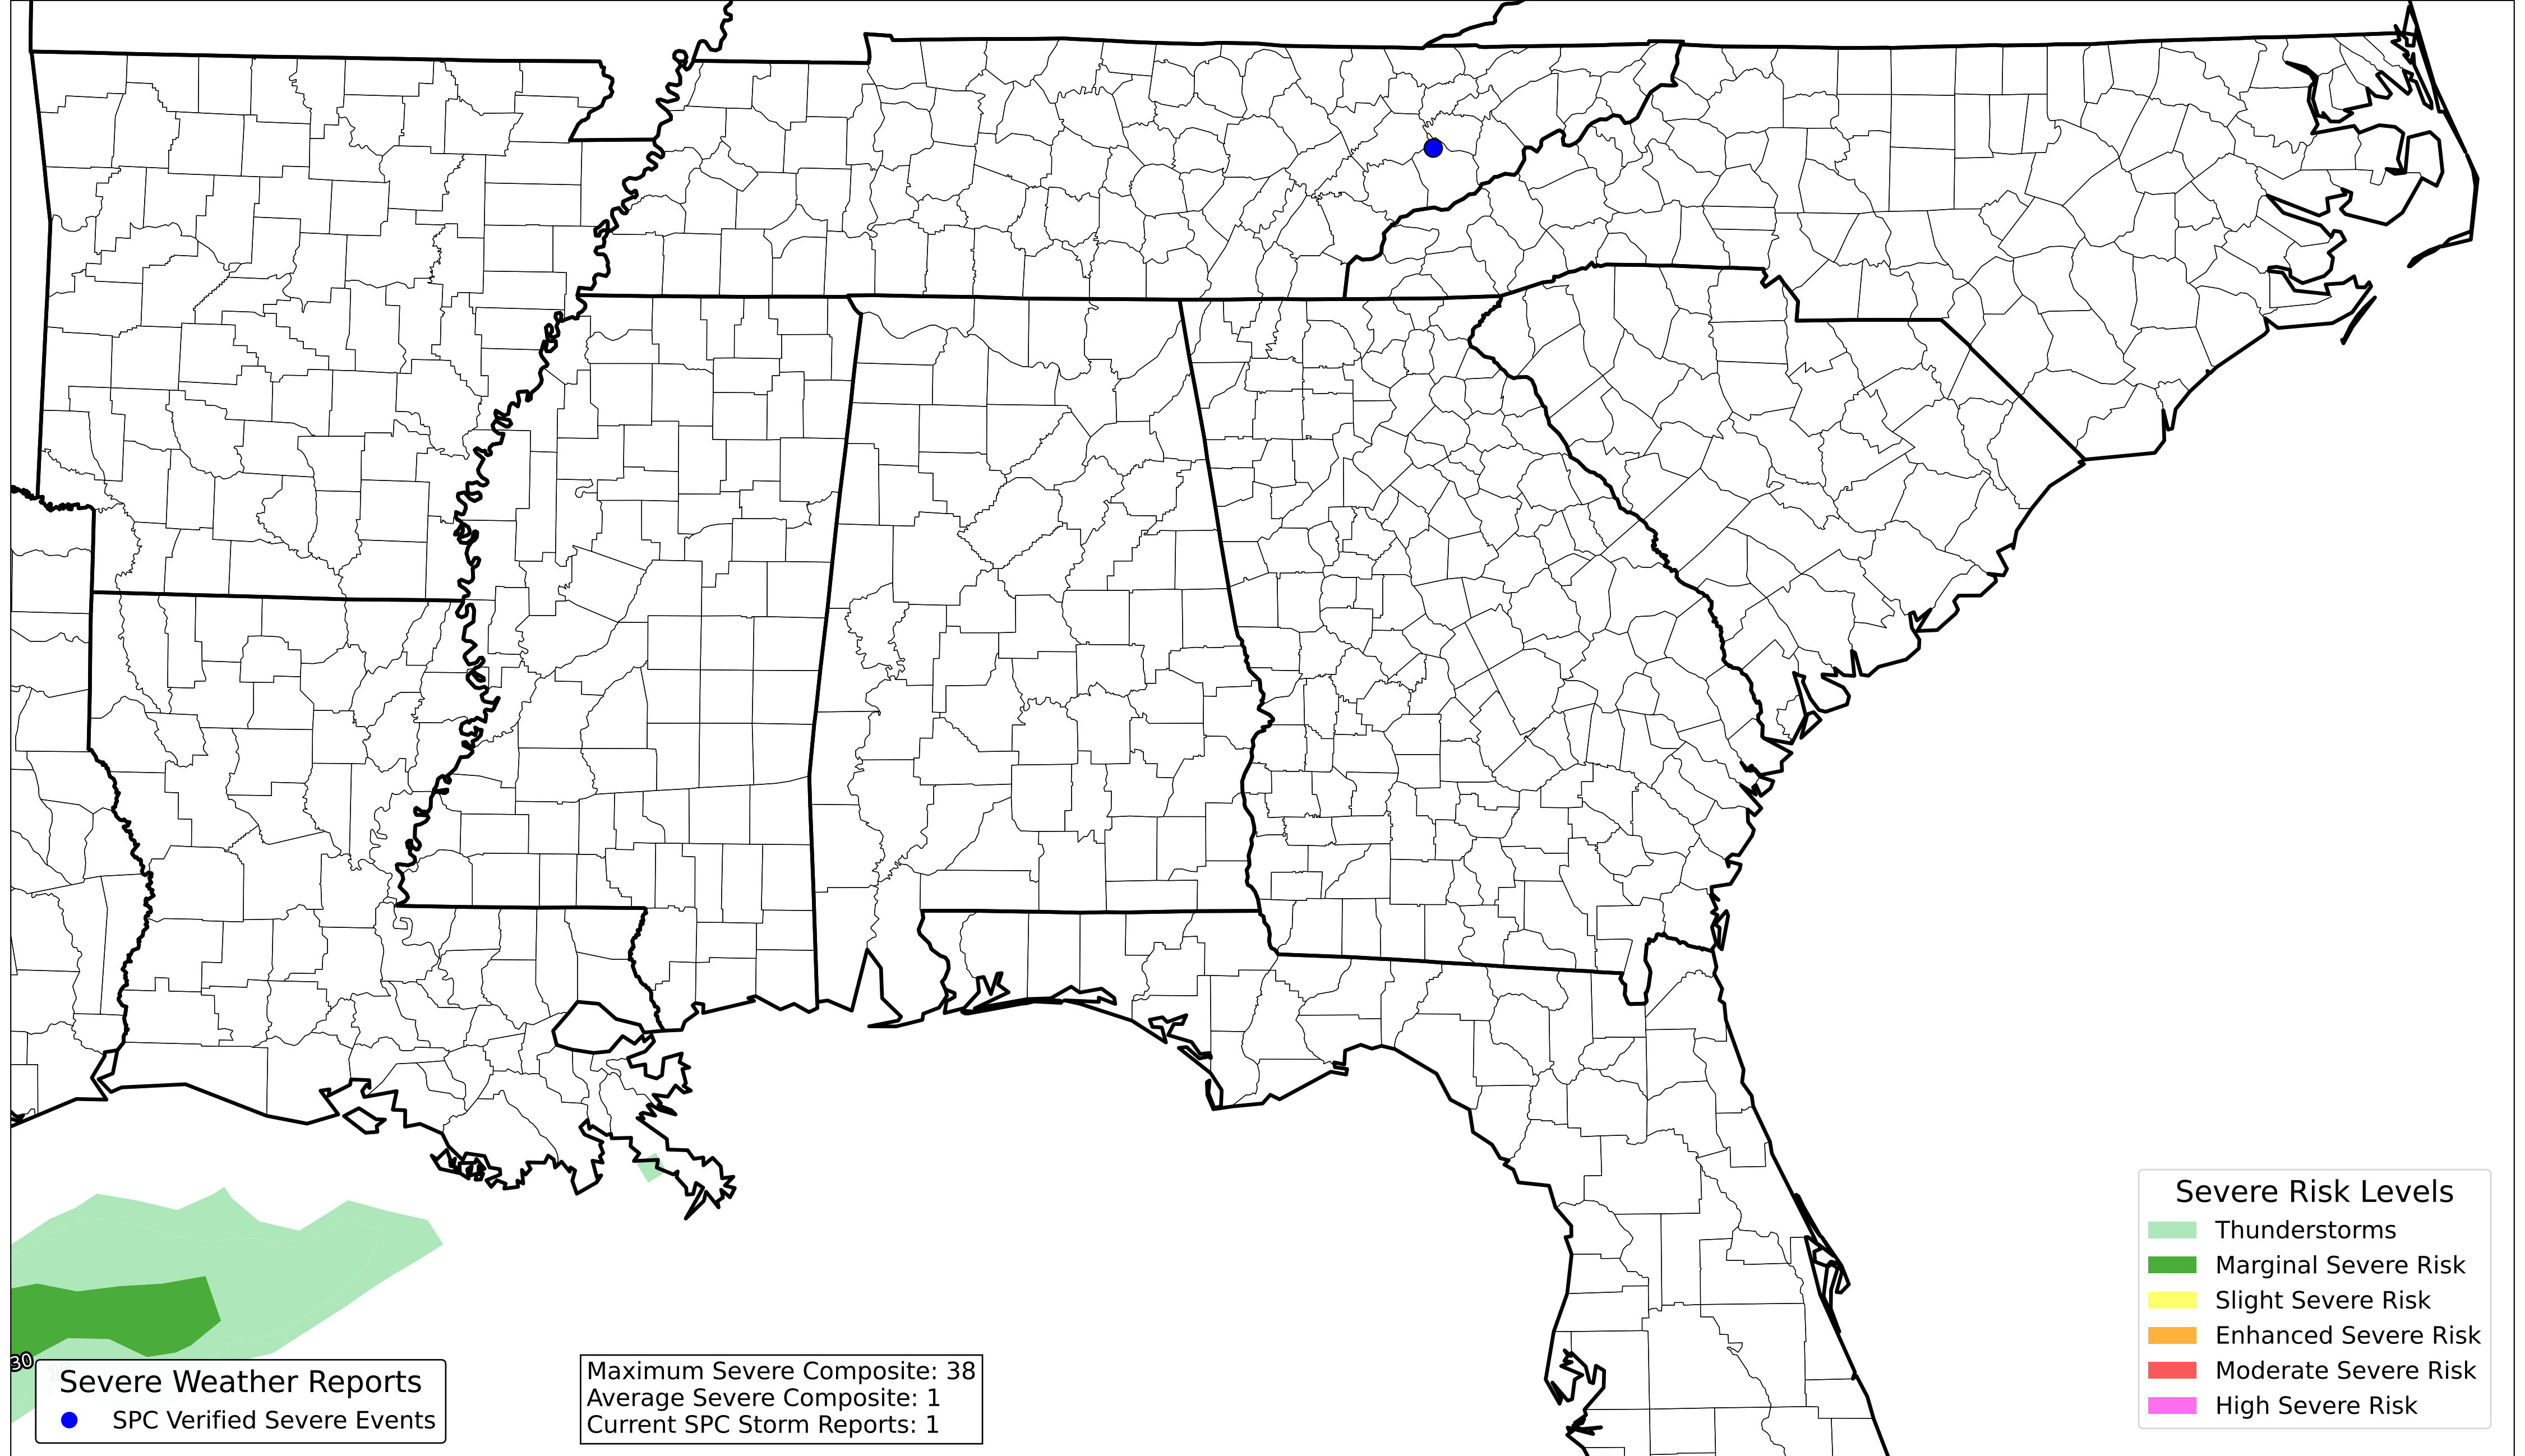 30
Severe Weather Reports
SPC Verified Severe Events
Maximum Severe Composite: 38
Average Severe Composite: 1
Current SPC Storm Reports: 1
Severe Risk Levels
Thunderstorms
Marginal Severe Risk
Slight Severe Risk
Enhanced Severe Risk
Moderate Severe Risk
High Severe Risk